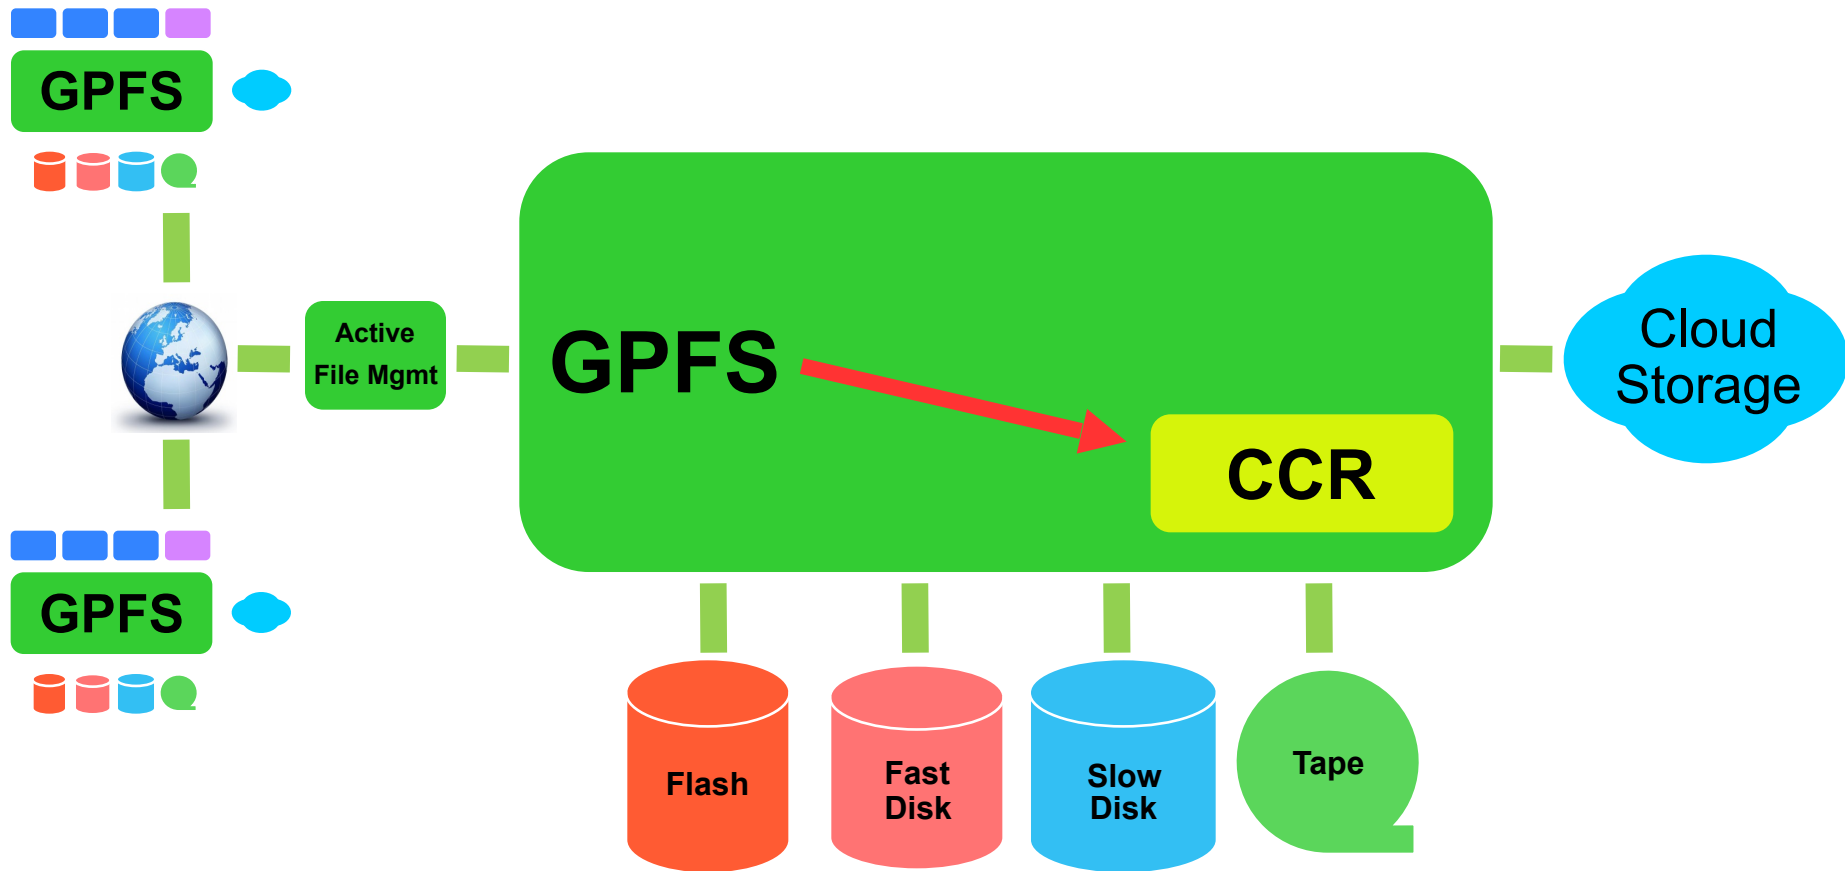 GPFS
Active
File Mgmt
GPFS
CCR
Cloud
Storage
GPFS
Flash
Fast
Disk
Slow
Disk
Tape